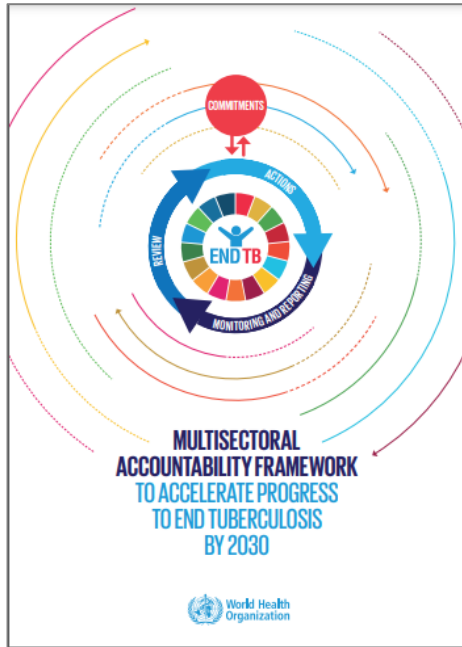 COMMITMENTS
ACTIONS
REVIEW
END TB
MONITORING AND REPORTING
MULTISECTORAL
ACCOUNTABILITY FRAMEWORK
TO ACCELERATE PROGRESS
TO END TUBERCULOSIS
BY 2030
World Health
Organization